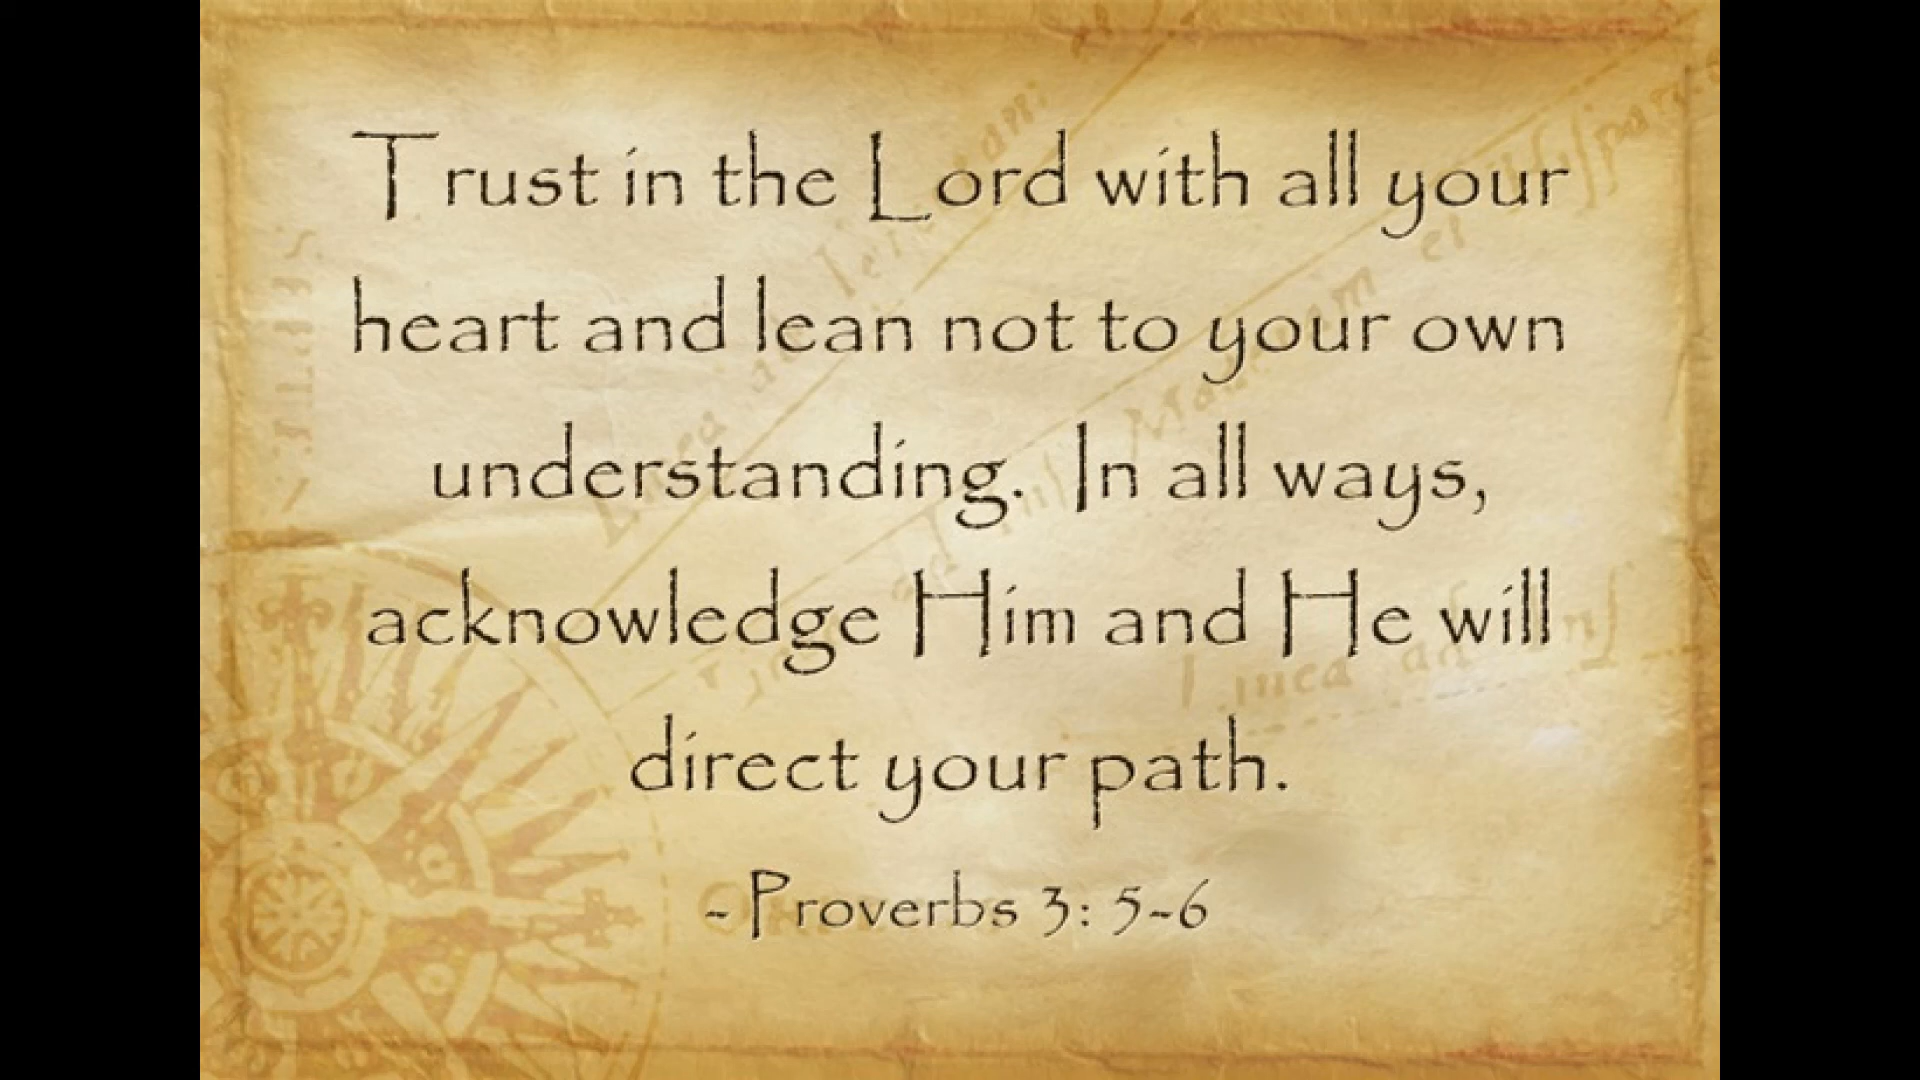 Trust in the Lord with all your
heart and lean not to your own
understanding. In all ways,
acknowledge Him and He will
direct your path.
- Proverbs 3: 5-6